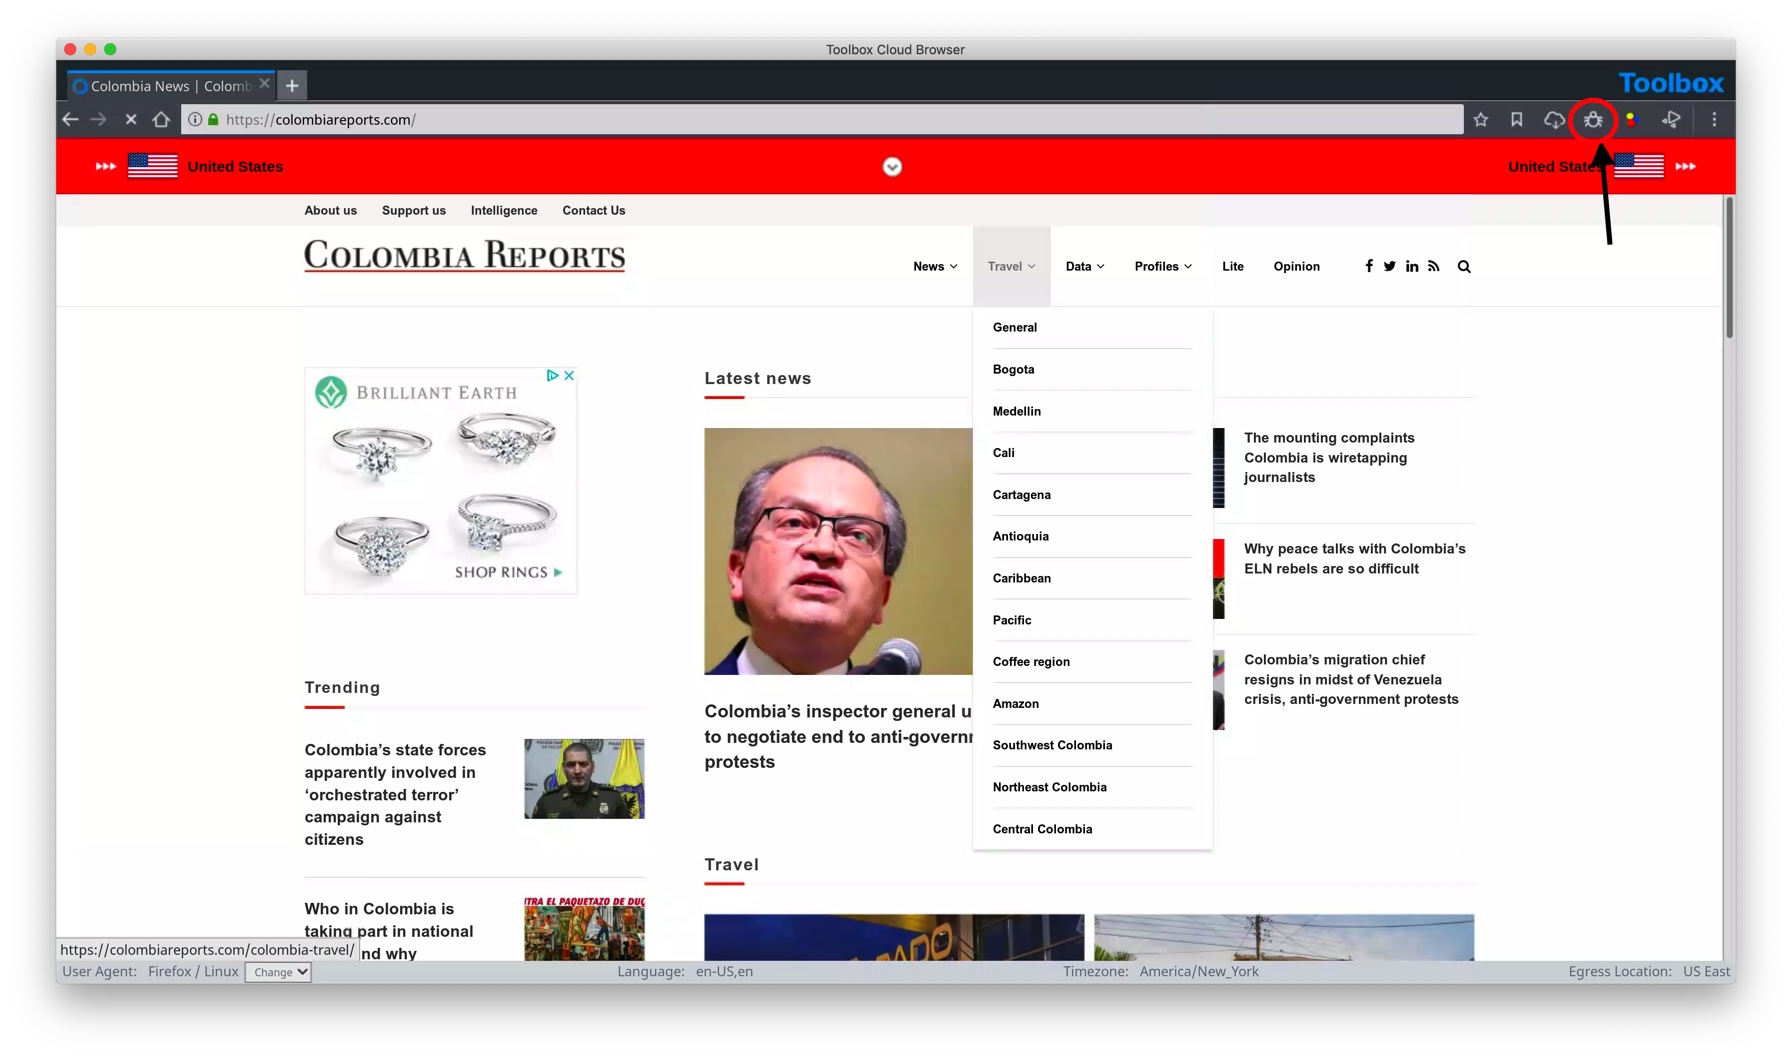 Toolbox Cloud Browser
Colombia News | Colomb
Toolbox
https://colombiareports.com/
United States
United States
About us Support us Intelligence Contact Us
COLOMBIA REPORTS
News Travel Data Profiles Lite Opinion
General
Bogota
Medellin
Cali
Cartagena
Antioquia
Caribbean
Pacific
Coffee region
Amazon
Southwest Colombia
Northeast Colombia
Central Colombia
BRILLIANT EARTH
SHOP RINGS
Trending
Colombia’s state forces
apparently involved in
‘orchestrated terror’
campaign against
citizens
Who in Colombia is
taking part in national
nd why
TRA EL PAQUETAZO DE DUQ
Latest news
Colombia’s inspector general u
to negotiate end to anti-governm
protests
The mounting complaints
Colombia is wiretapping
journalists
Why peace talks with Colombia’s
ELN rebels are so difficult
Colombia’s migration chief
resigns in midst of Venezuela
crisis, anti-government protests
Travel
https://colombiareports.com/colombia-travel/
User Agent: Firefox / Linux Change Language: en-US,en Timezone: America/New_York Egress Location: US East